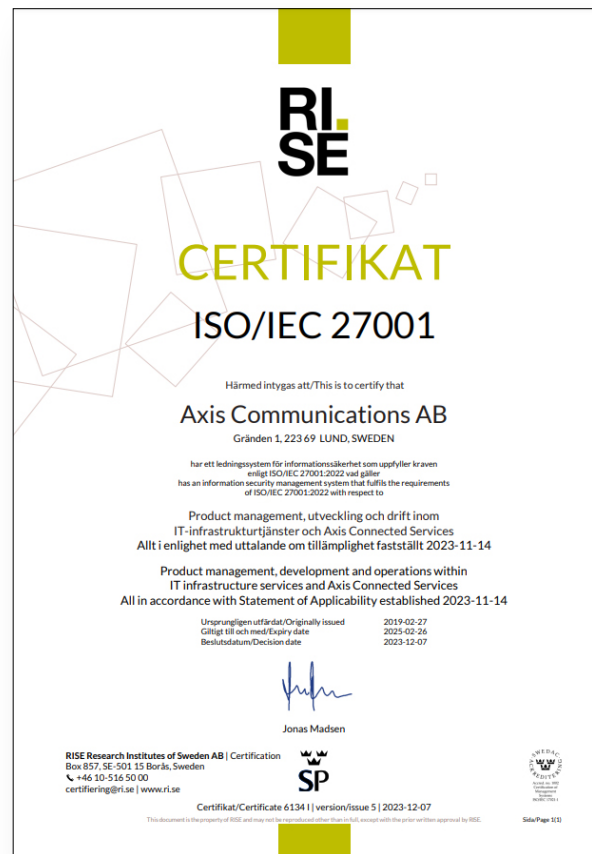 RI.
SE
CERTIFIKAT
ISO/IEC 27001
Härmed intygas att/This is to certify that
Axis Communications AB
Gränden 1, 223 69 LUND, SWEDEN
har ett ledningssystem för informationssäkerhet som uppfyller kraven
enligt ISO/IEC 27001:2022 vad gäller
has an information security management system that fulfils the requirements
of ISO/IEC 27001:2022 with respect to
Product management, utveckling och drift inom
IT-infrastrukturtjänster och Axis Connected Services
Allt i enlighet med uttalande om tillämplighet fastställt 2023-11-14
Product management, development and operations within
IT infrastructure services and Axis Connected Services
All in accordance with Statement of Applicability established 2023-11-14
Ursprungligen utfärdat/Originally issued 2019-02-27
Giltigt till och med/Expiry date 2025-02-26
Beslutsdatum/Decision date 2023-12-07
Jonas Madsen
RISE Research Institutes of Sweden AB | Certification
Box 857, SE-501 15 Borås, Sweden
+46 10-516 50 00
certifiering@ri.se | www.ri.se
SP
SWEDAC
ACKREDITERING
Certification of
Management
Systems
Certifikat/Certificate 6134 I | version/issue 5 | 2023-12-07
This document is the property of RISE and may not be reproduced other than in full, except with the prior written approval by RISE.
Sida/Page 1(1)